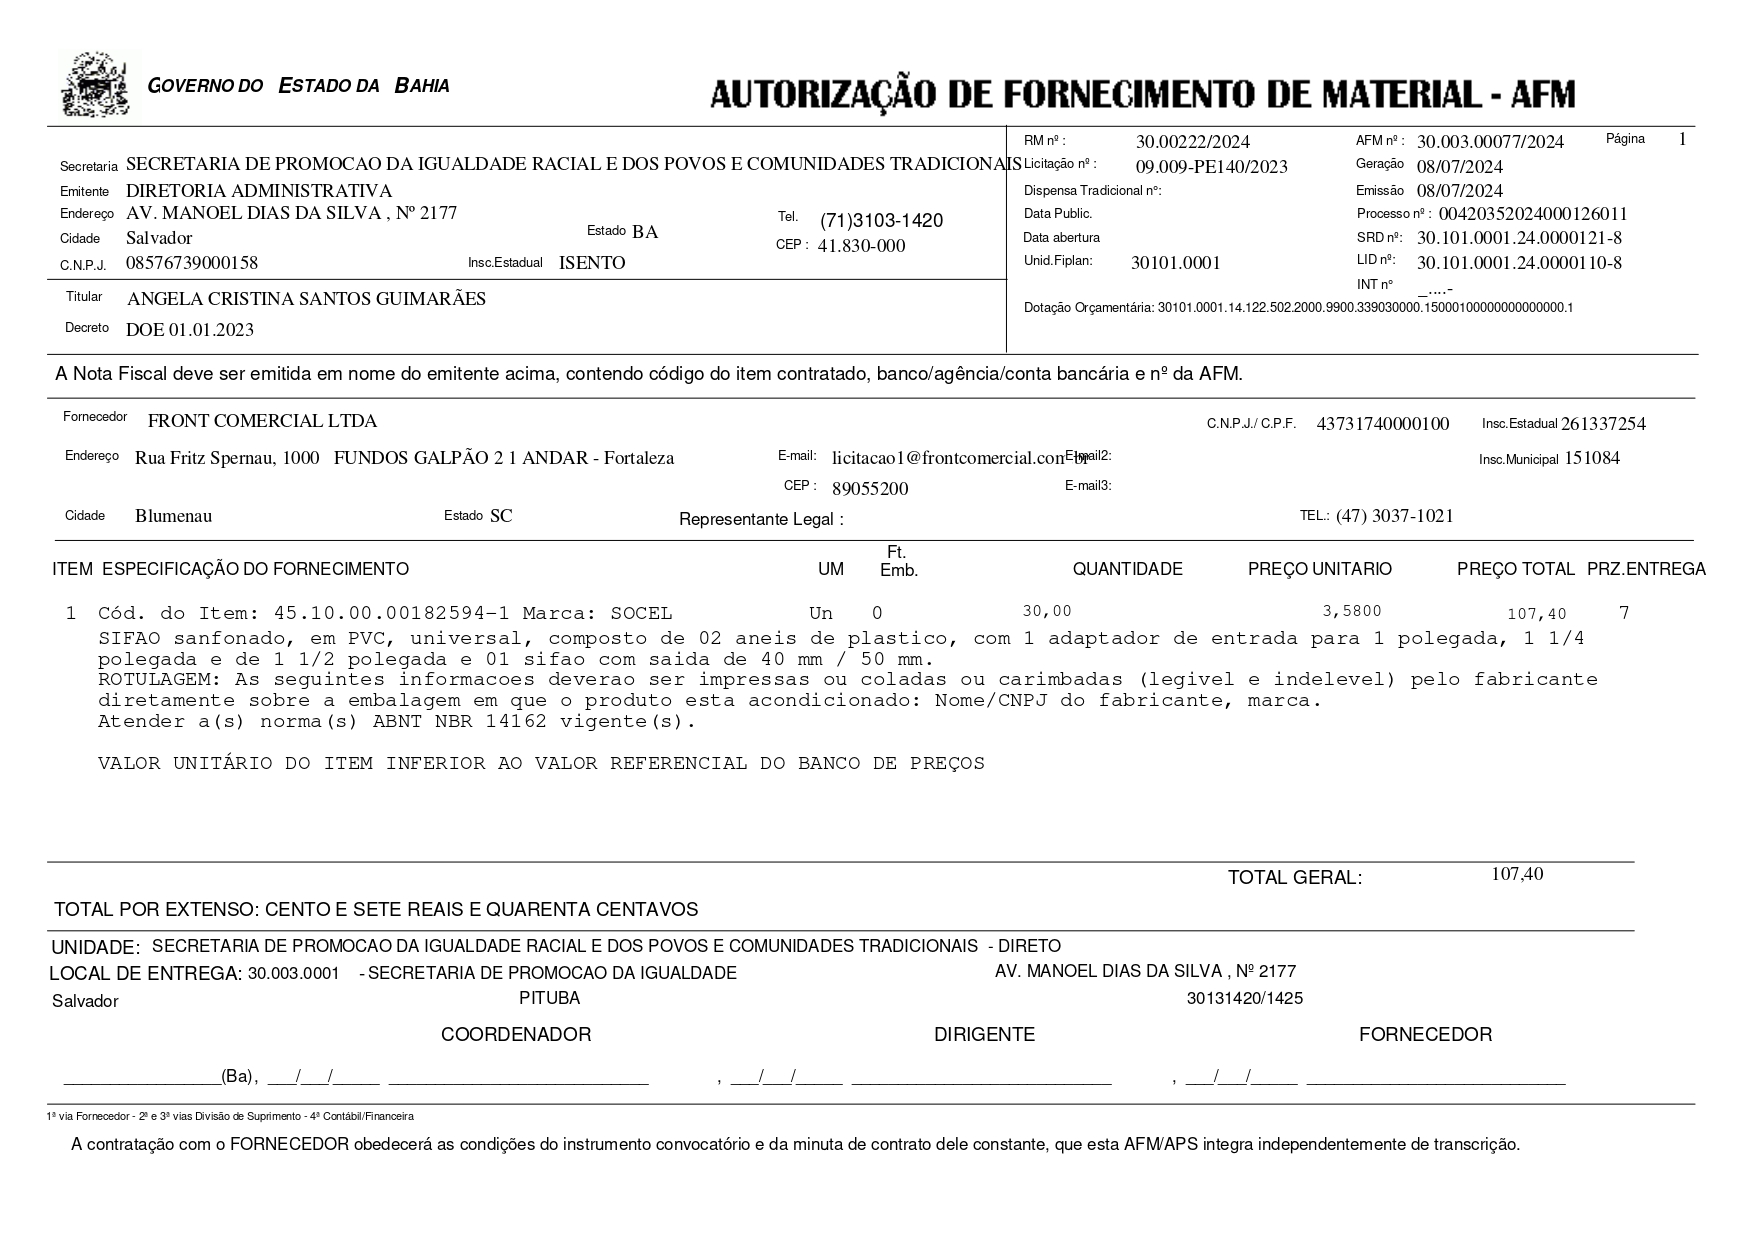 GOVERNO DO ESTADO DA BAHIA
AUTORIZAÇÃO DE FORNECIMENTO DE MATERIAL - AFM
RM nº : 30.00222/2024 AFM nº : 30.003.00077/2024 Página 1
Secretaria SECRETARIA DE PROMOCAO DA IGUALDADE RACIAL E DOS POVOS E COMUNIDADES TRADICIONAIS Licitação nº : 09.009-PE140/2023 Geração 08/07/2024
Emitente DIRETORIA ADMINISTRATIVA Dispensa Tradicional nº: Emissão 08/07/2024
Endereço AV. MANOEL DIAS DA SILVA , Nº 2177 Tel. (71)3103-1420 Data Public. Processo nº : 00420352024000126011
Cidade Salvador Estado BA CEP : 41.830-000 Data abertura SRD nº: 30.101.0001.24.0000121-8
C.N.P.J. 08576739000158 Insc.Estadual ISENTO Unid.Fiplan: 30101.0001 LID nº: 30.101.0001.24.0000110-8
INT nº _....-
Titular ANGELA CRISTINA SANTOS GUIMARÃES Dotação Orçamentária: 30101.0001.14.122.502.2000.9900.339030000.15000100000000000000.1
Decreto DOE 01.01.2023
A Nota Fiscal deve ser emitida em nome do emitente acima, contendo código do item contratado, banco/agência/conta bancária e nº da AFM.
Fornecedor FRONT COMERCIAL LTDA C.N.P.J./ C.P.F. 43731740000100 Insc.Estadual 261337254
Endereço Rua Fritz Spernau, 1000 FUNDOS GALPÃO 2 1 ANDAR - Fortaleza E-mail: licitacao1@frontcomercial.com.br E-mail2: Insc.Municipal 151084
CEP : 89055200 E-mail3:
Cidade Blumenau Estado SC Representante Legal : TEL.: (47) 3037-1021
ITEM ESPECIFICAÇÃO DO FORNECIMENTO UM Ft. Emb. QUANTIDADE PREÇO UNITARIO PREÇO TOTAL PRZ.ENTREGA
1 Cód. do Item: 45.10.00.00182594-1 Marca: SOCEL Un 0 30,00 3,5800 107,40 7
SIFAO sanfonado, em PVC, universal, composto de 02 aneis de plastico, com 1 adaptador de entrada para 1 polegada, 1 1/4
polegada e de 1 1/2 polegada e 01 sifao com saida de 40 mm / 50 mm.
ROTULAGEM: As seguintes informacoes deverao ser impressas ou coladas ou carimbadas (legivel e indelevel) pelo fabricante
diretamente sobre a embalagem em que o produto esta acondicionado: Nome/CNPJ do fabricante, marca.
Atender a(s) norma(s) ABNT NBR 14162 vigente(s).
VALOR UNITÁRIO DO ITEM INFERIOR AO VALOR REFERENCIAL DO BANCO DE PREÇOS
TOTAL GERAL: 107,40
TOTAL POR EXTENSO: CENTO E SETE REAIS E QUARENTA CENTAVOS
UNIDADE: SECRETARIA DE PROMOCAO DA IGUALDADE RACIAL E DOS POVOS E COMUNIDADES TRADICIONAIS - DIRETO
LOCAL DE ENTREGA: 30.003.0001 - SECRETARIA DE PROMOCAO DA IGUALDADE AV. MANOEL DIAS DA SILVA , Nº 2177
Salvador PITUBA 30131420/1425
COORDENADOR DIRIGENTE FORNECEDOR
_________________(Ba), ___/___/_____ ____________________________ , ___/___/_____ ____________________________ , ___/___/_____ ____________________________
1ª via Fornecedor - 2ª e 3ª vias Divisão de Suprimento - 4ª Contábil/Financeira
A contratação com o FORNECEDOR obedecerá as condições do instrumento convocatório e da minuta de contrato dele constante, que esta AFM/APS integra independentemente de transcrição.